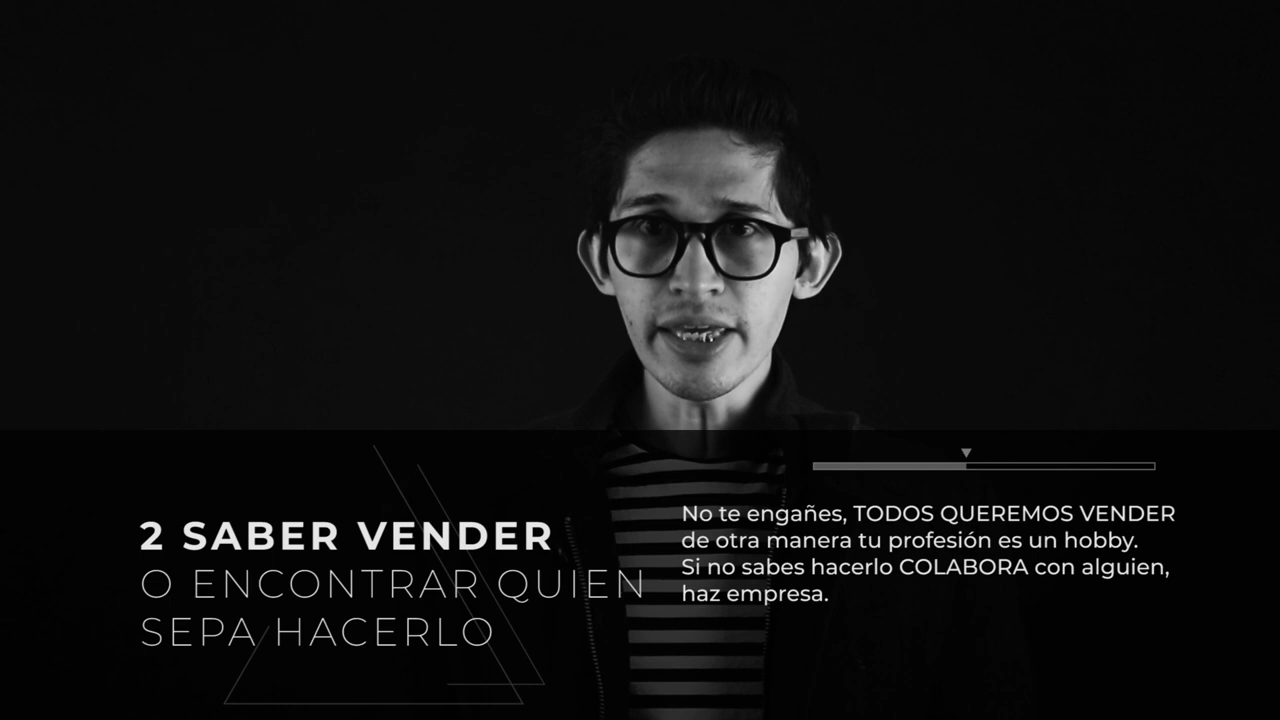 2 SABER VENDER
O ENCONTRAR QUIEN
SEPA HACERLO
No te engañes, TODOS QUEREMOS VENDER
de otra manera tu profesión es un hobby.
Si no sabes hacerlo COLABORA con alguien,
haz empresa.